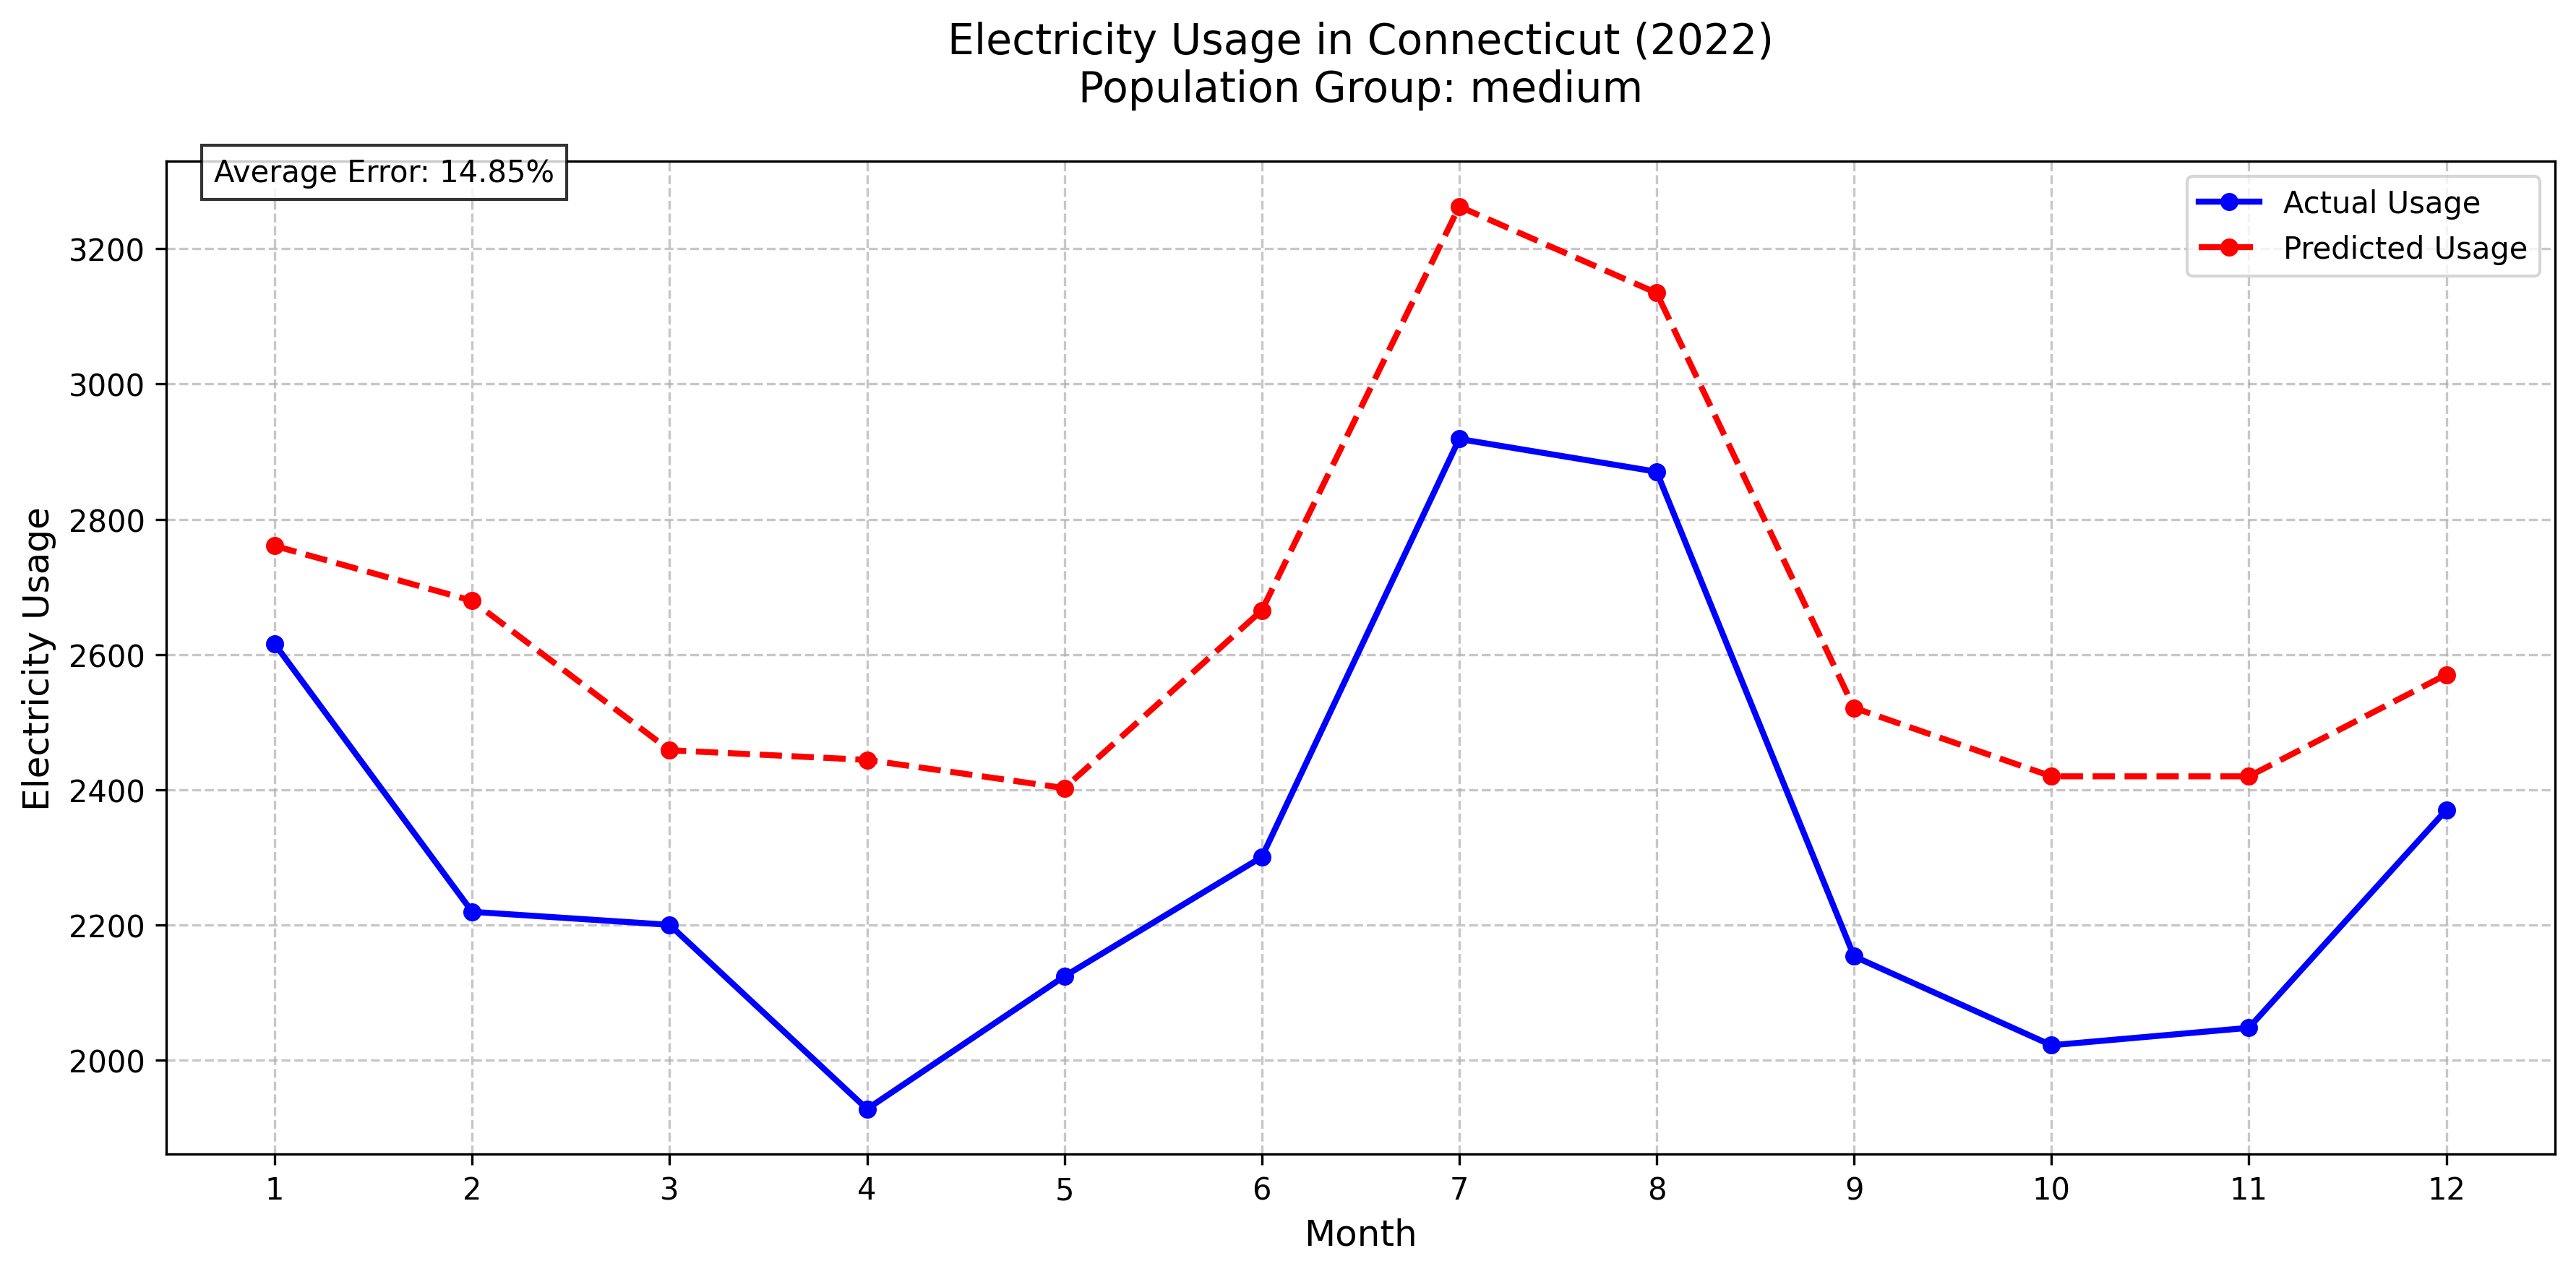 Electricity Usage in Connecticut (2022)
Population Group: medium
Average Error: 14.85%
Actual Usage
Predicted Usage
3200
3000
2800
2600
2400
2200
2000
Electricity Usage
1 2 3 4 5 6 7 8 9 10 11 12
Month